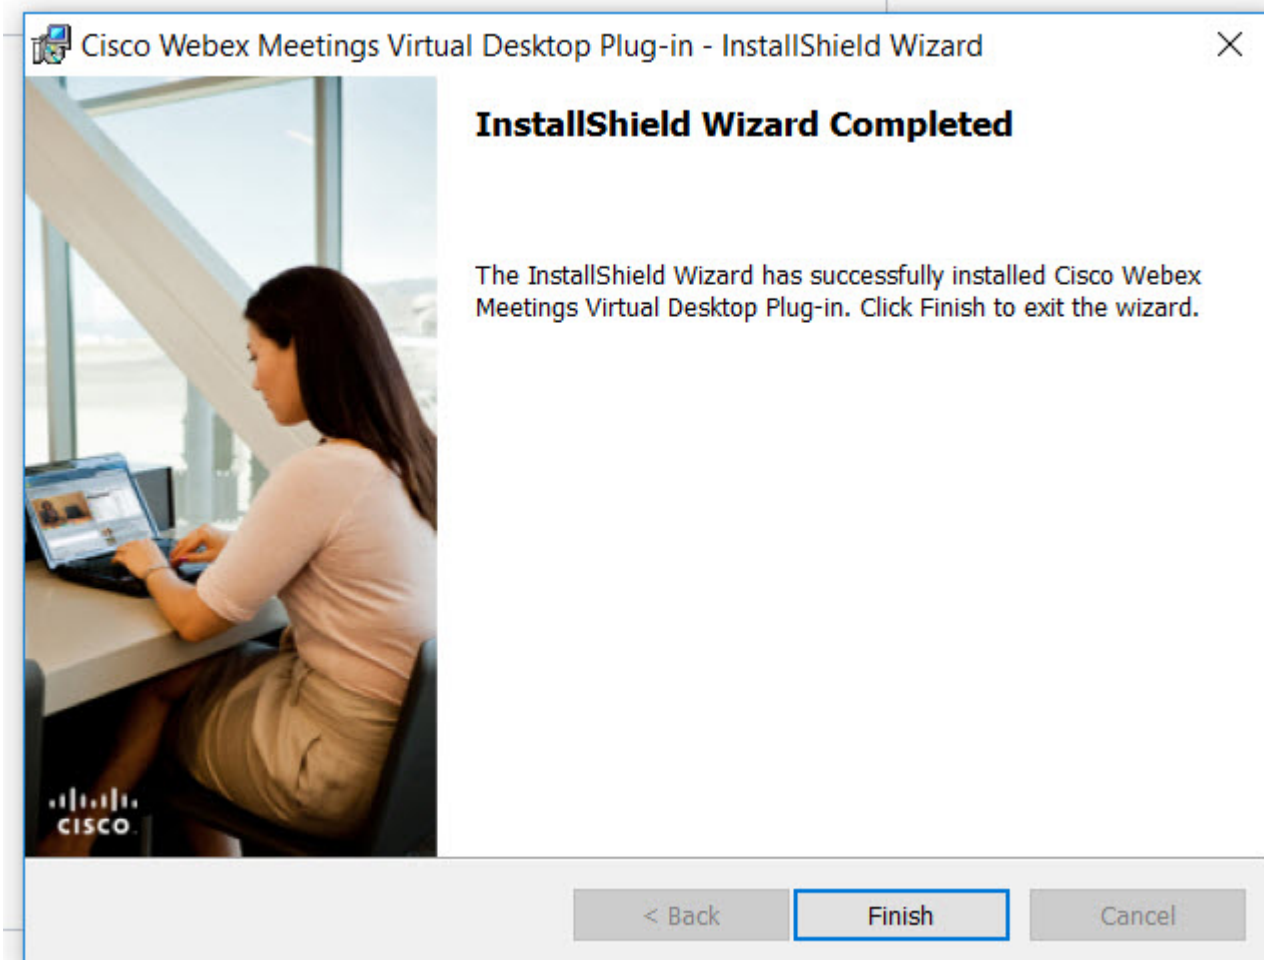 Cisco Webex Meetings Virtual Desktop Plug-in - InstallShield Wizard
InstallShield Wizard Completed
The InstallShield Wizard has successfully installed Cisco Webex
Meetings Virtual Desktop Plug-in. Click Finish to exit the wizard.
CISCO
< Back
Finish
Cancel